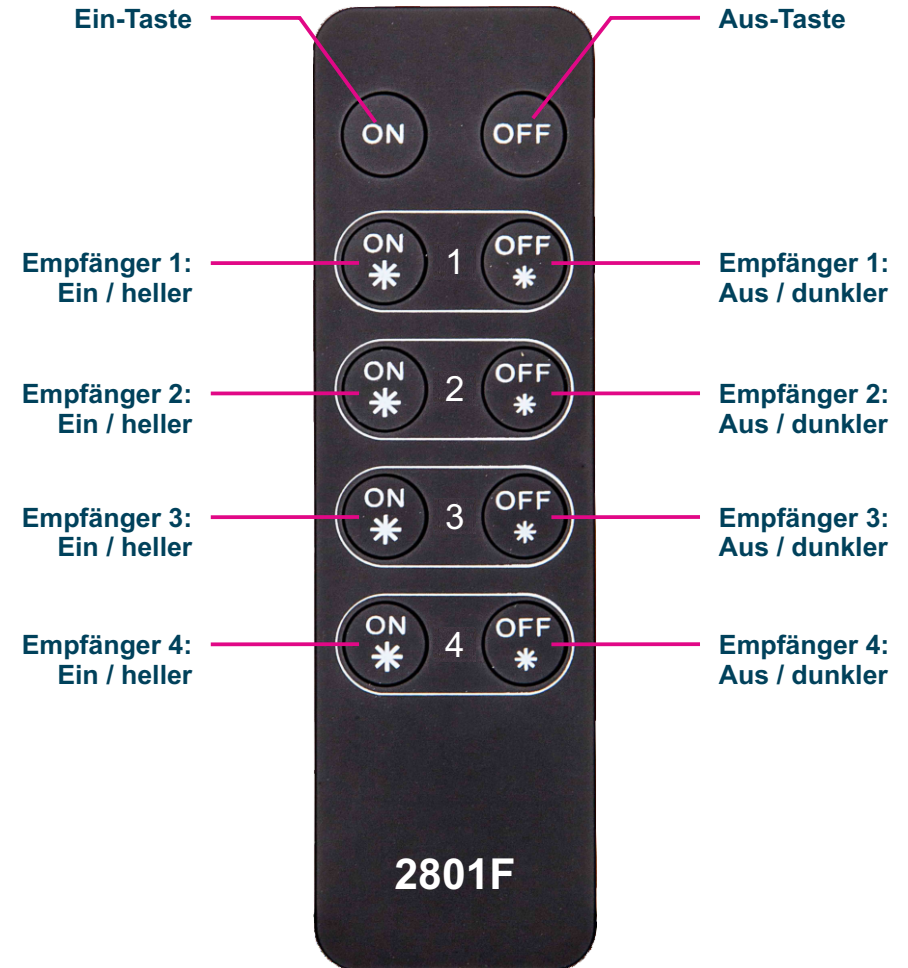 Ein-Taste
Aus-Taste
ON
OFF
Empfänger 1:
Ein / heller
ON
1
OFF
Empfänger 1:
Aus / dunkler
Empfänger 2:
Ein / heller
ON
2
OFF
Empfänger 2:
Aus / dunkler
Empfänger 3:
Ein / heller
ON
3
OFF
Empfänger 3:
Aus / dunkler
Empfänger 4:
Ein / heller
ON
4
OFF
Empfänger 4:
Aus / dunkler
2801F